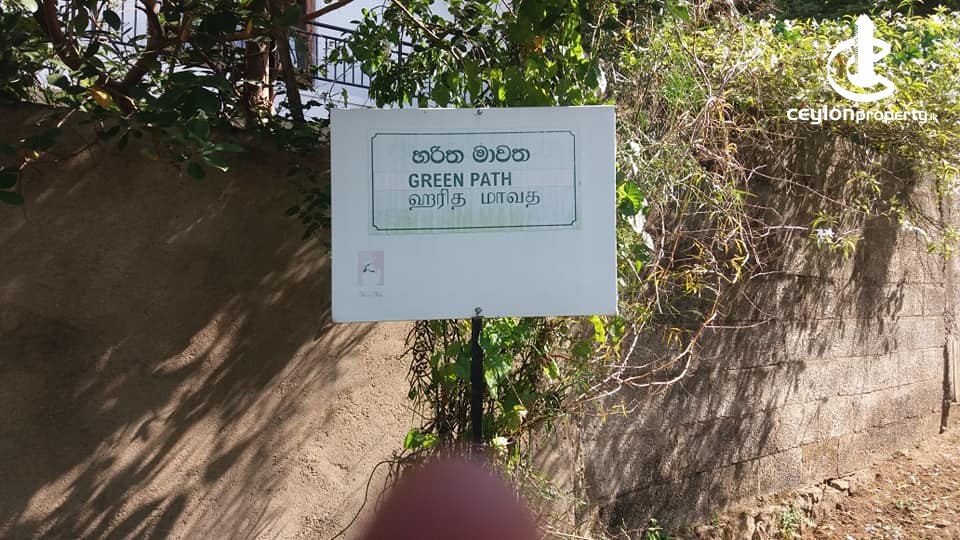 හරිත මාවත
GREEN PATH
ஹரித மாவத
ceylonproperty.lk